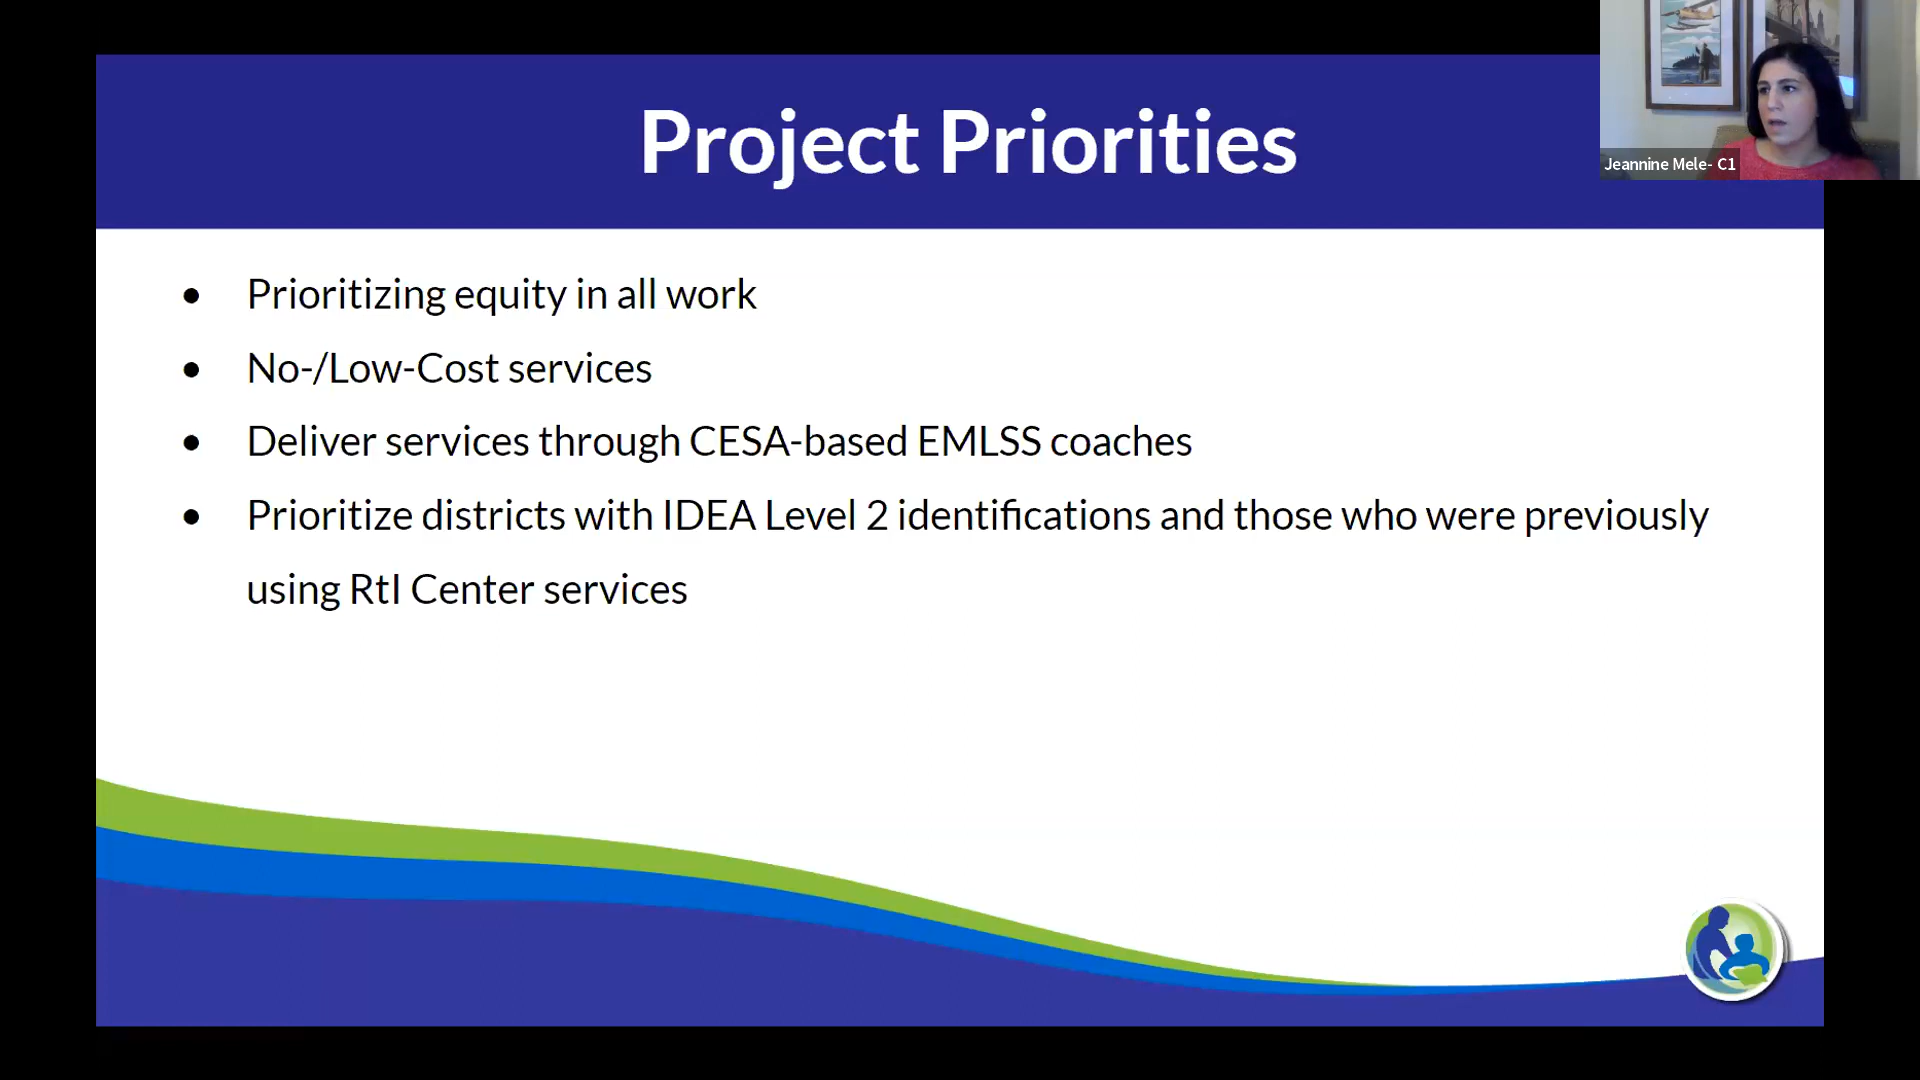 Project Priorities
Jeannine Mele- C1
• Prioritizing equity in all work
• No-/Low-Cost services
• Deliver services through CESA-based EMLSS coaches
• Prioritize districts with IDEA Level 2 identifications and those who were previously
using RtI Center services